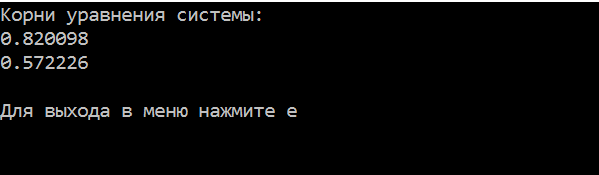 Корни уравнения системы:
0.820098
0.572226
Для выхода в меню нажмите e